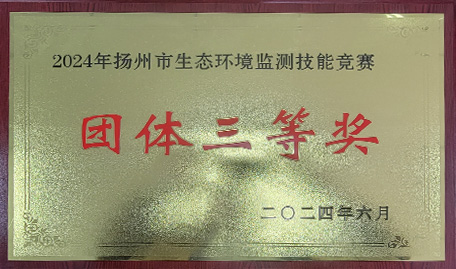 2024年扬州市生态环境监测技能竞赛
团体三等奖
二〇二四年六月